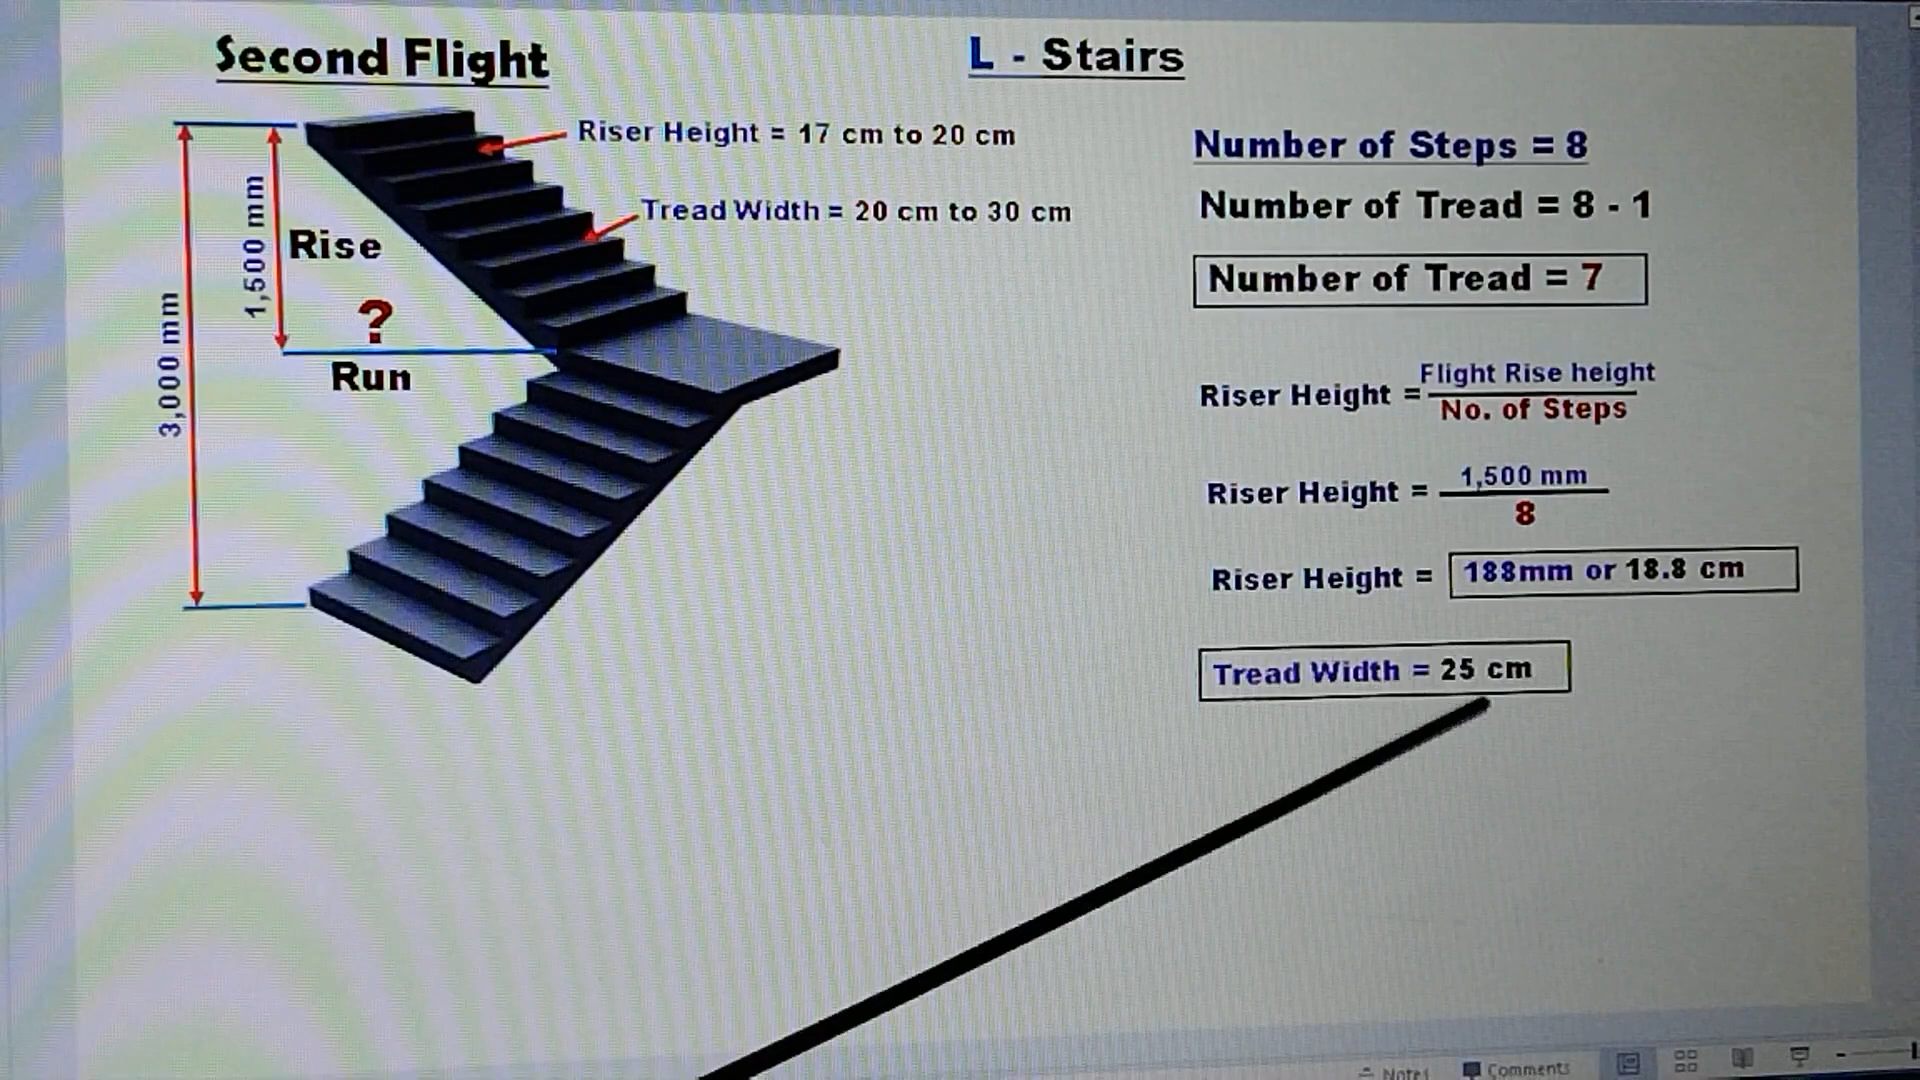 Second Flight
L - Stairs
Riser Height = 17 cm to 20 cm
Tread Width = 20 cm to 30 cm
1,500 mm
3,000 mm
Rise
?
Run
Number of Steps = 8
Number of Tread = 8 - 1
Number of Tread = 7
Riser Height = Flight Rise height
No. of Steps
Riser Height = 1,500 mm
8
Riser Height = 188mm or 18.8 cm
Tread Width = 25 cm
Notes
Comments